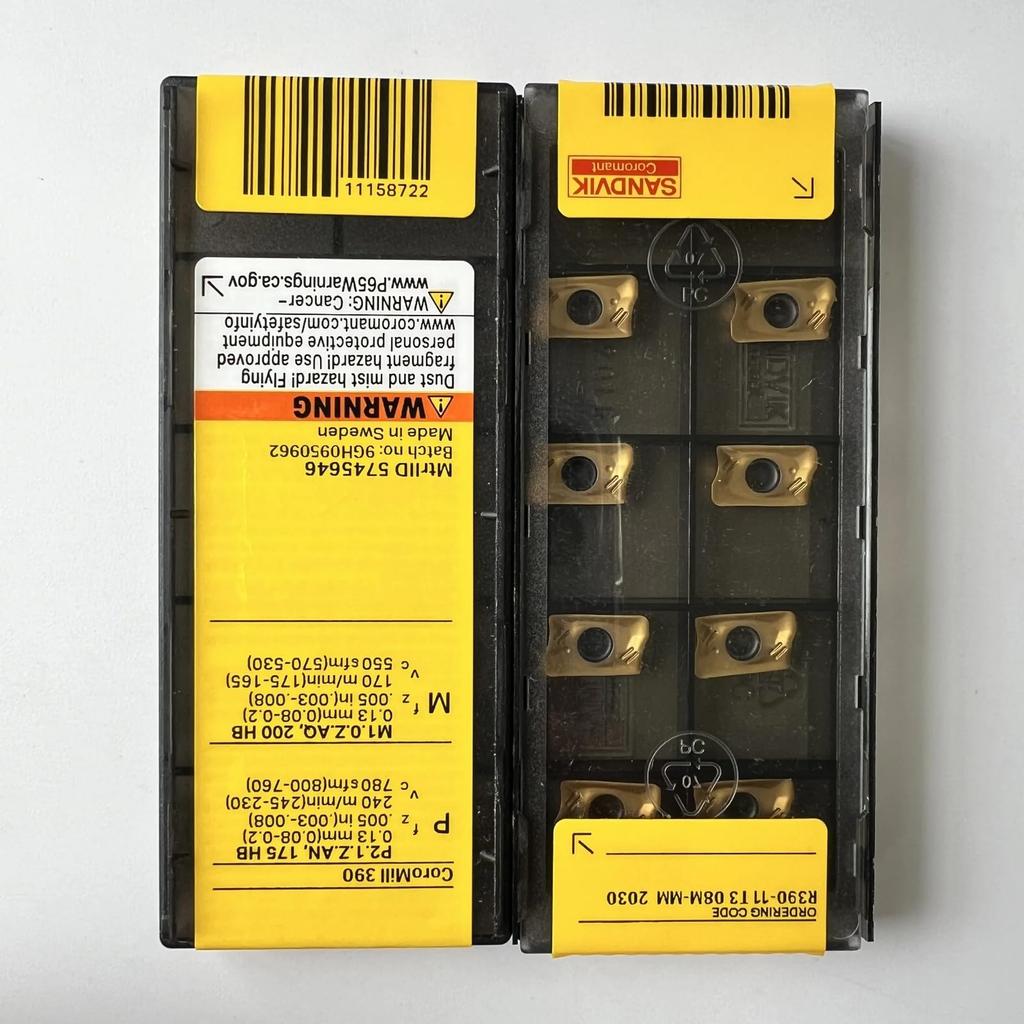 11158722
CoroMill 390
P2.1.Z.AN, 175 HB
P
f z 0.13 mm(0.08-0.2)
.005 in(.003-.008)
v c 240 m/min(245-230)
780 sfm(800-760)
M1.0.Z.AQ, 200 HB
M
f z 0.13 mm(0.08-0.2)
.005 in(.003-.008)
v c 170 m/min(175-165)
550 sfm(570-530)
MtrlID 5745646
Batch no: 9GH0950962
Made in Sweden
WARNING
Dust and mist hazard! Flying
fragment hazard! Use approved
personal protective equipment
www.coromant.com/safetyinfo
WARNING: Cancer-
www.P65Warnings.ca.gov
ORDERING CODE
R390-11 T3 08M-MM 2030
07
PC
07
PC
SANDVIK
Coromant